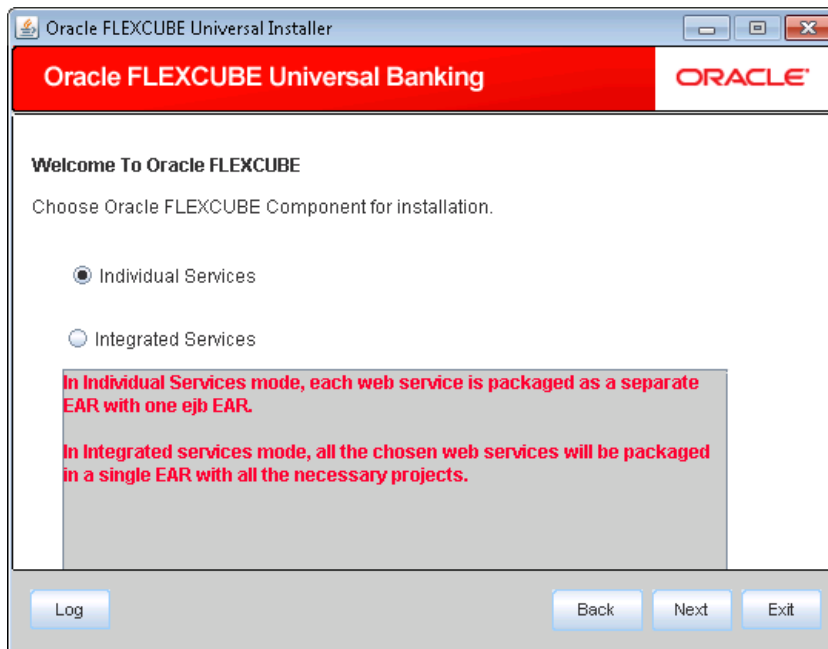 Oracle FLEXCUBE Universal Installer
Oracle FLEXCUBE Universal Banking
ORACLE
Welcome To Oracle FLEXCUBE
Choose Oracle FLEXCUBE Component for installation.
Individual Services
Integrated Services
In Individual Services mode, each web service is packaged as a separate
EAR with one ejb EAR.
In Integrated services mode, all the chosen web services will be packaged
in a single EAR with all the necessary projects.
Log
Back
Next
Exit